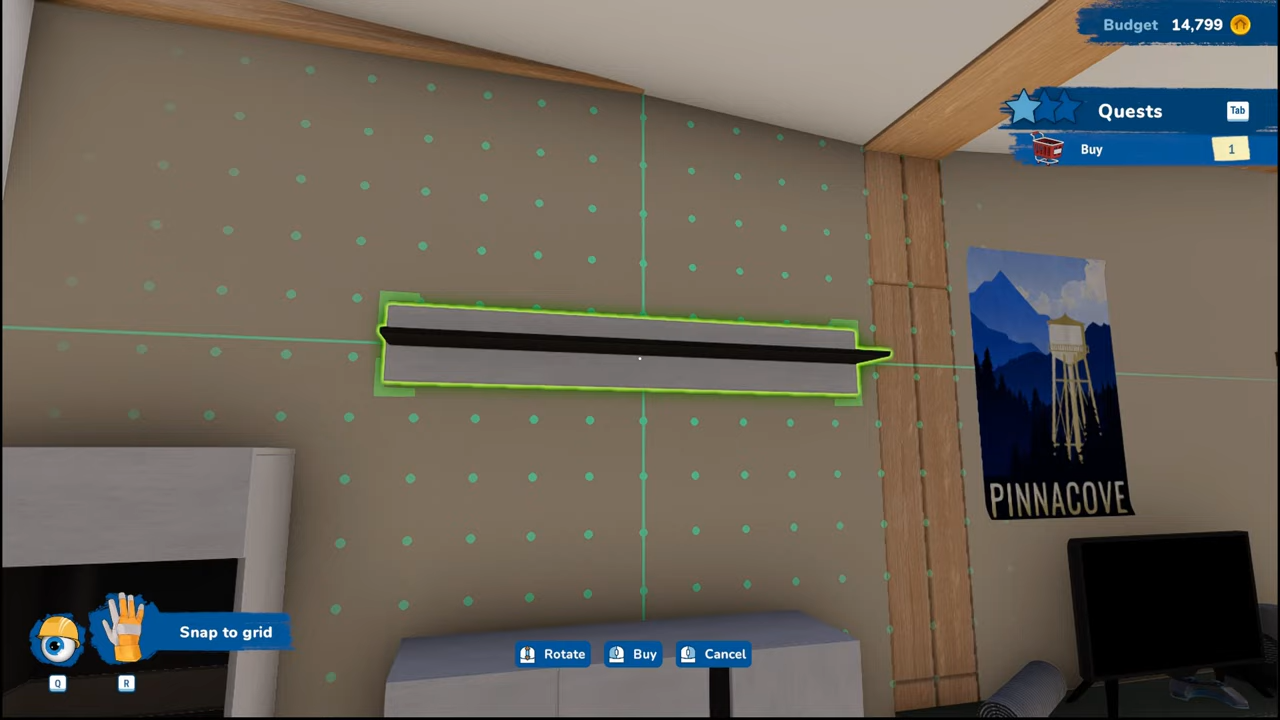 Budget 14,799
Quests Tab
Buy 1
PINNACOVE
Snap to grid
Rotate Buy Cancel
Q R